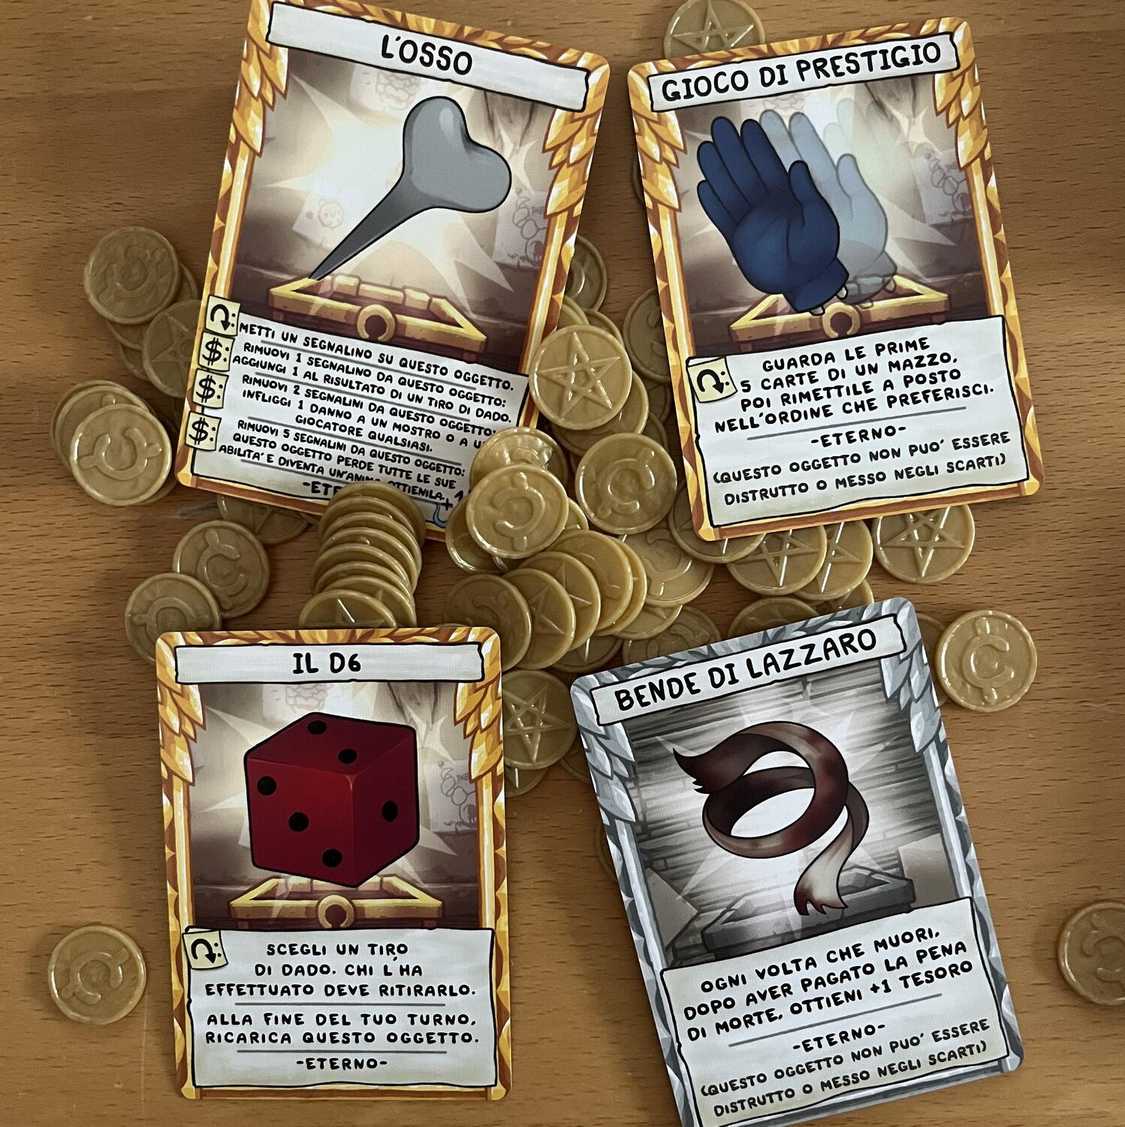 L'OSSO
METTI UN SEGNALINO SU QUESTO OGGETTO.
$: RIMUOVI 1 SEGNALINO DA QUESTO OGGETTO:
AGGIUNGI 1 AL RISULTATO DI UN TIRO DI DADO.
$: RIMUOVI 2 SEGNALINI DA QUESTO OGGETTO:
INFLIGGI 1 DANNO A UN MOSTRO O A
GIOCATORE QUALSIASI.
$: RIMUOVI 5 SEGNALINI DA QUESTO OGGETTO:
QUESTO OGGETTO PERDE TUTTE LE SUE
ABILITA' E DIVENTA UN'ANIMA. OTTIENILA.
GIOCO DI PRESTIGIO
GUARDA LE PRIME
5 CARTE DI UN MAZZO,
POI RIMETTILE A POSTO
NELL'ORDINE CHE PREFERISCI.
-ETERNO-
(QUESTO OGGETTO NON PUO' ESSERE
DISTRUTTO O MESSO NEGLI SCARTI)
IL D6
SCEGLI UN TIRO
DI DADO. CHI L'HA
EFFETTUATO DEVE RITIRARLO.
ALLA FINE DEL TUO TURNO,
RICARICA QUESTO OGGETTO.
-ETERNO-
BENDE DI LAZZARO
OGNI VOLTA CHE MUORI,
DOPO AVER PAGATO LA PENA
DI MORTE, OTTIENI +1 TESORO
-ETERNO-
(QUESTO OGGETTO NON PUO' ESSERE
DISTRUTTO O MESSO NEGLI SCARTI)